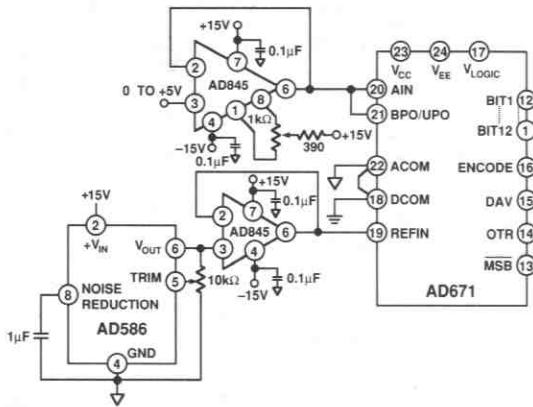 +15V
0.1μF
2
7
AD845
6
0 TO +5V
3
1
8
4
1kΩ
+15V
390
–15V
0.1μF
23
24
17
VCC
VEE
VLOGIC
20
AIN
21
BPO/UPO
22
ACOM
18
DCOM
19
REFIN
BIT1
12
BIT12
1
ENCODE
16
DAV
15
OTR
14
MSB
13
AD671
+15V
0.1μF
2
7
AD845
6
3
4
0.1μF
–15V
+15V
2
+VIN
VOUT
6
TRIM
5
10kΩ
8
NOISE
REDUCTION
1μF
AD586
4
GND